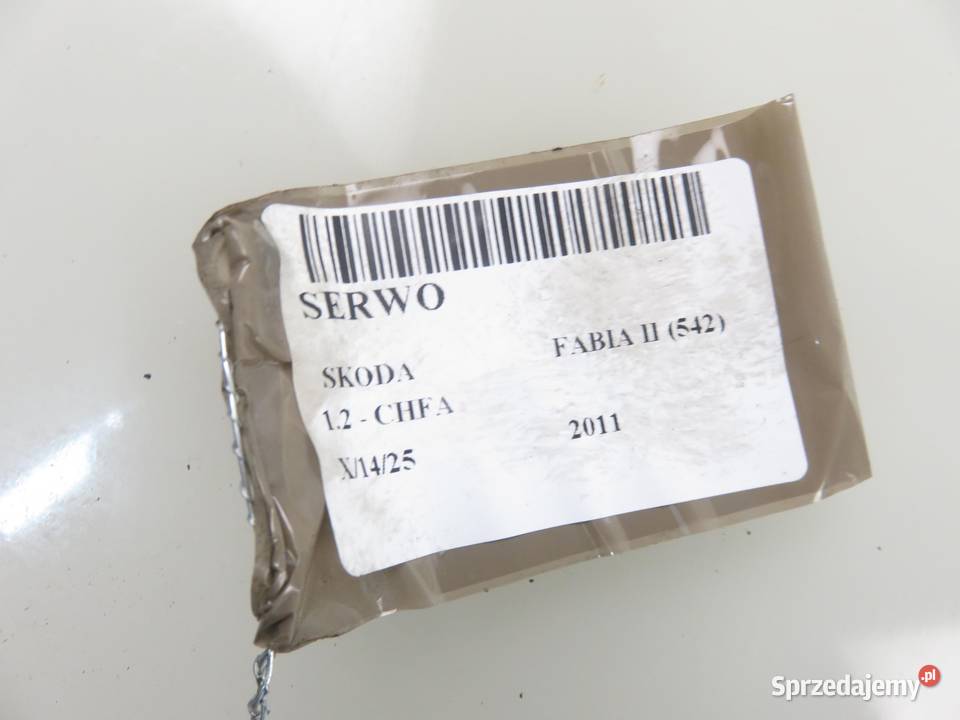 SERWO
SKODA FABIA II (542)
1.2 - CHFA
X/14/25 2011
Sprzedajemy.pl